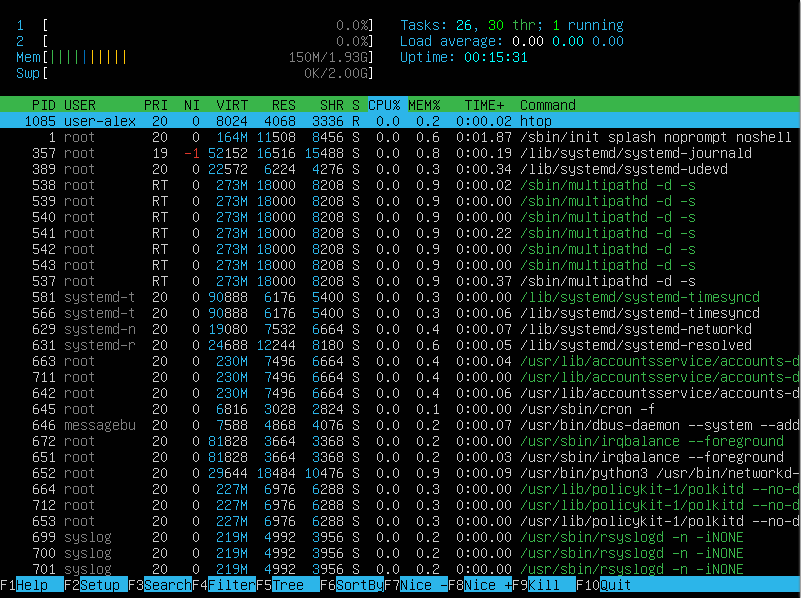 1 [ 0.0%] Tasks: 26, 30 thr; 1 running
2 [ 0.0%] Load average: 0.00 0.00 0.00
Mem[||||||||||| 150M/1.93G] Uptime: 00:15:31
Swp[ 0K/2.00G]
PID USER PRI NI VIRT RES SHR S CPU% MEM% TIME+ Command
1085 user-alex 20 0 8024 4068 3336 R 0.0 0.2 0:00.02 htop
1 root 20 0 164M 11508 8456 S 0.0 0.6 0:01.87 /sbin/init splash noprompt noshell
357 root 19 -1 52152 16516 15488 S 0.0 0.8 0:00.19 /lib/systemd/systemd-journald
389 root 20 0 22572 6224 4276 S 0.0 0.3 0:00.34 /lib/systemd/systemd-udevd
538 root RT 0 273M 18000 8208 S 0.0 0.9 0:00.02 /sbin/multipathd -d -s
539 root RT 0 273M 18000 8208 S 0.0 0.9 0:00.00 /sbin/multipathd -d -s
540 root RT 0 273M 18000 8208 S 0.0 0.9 0:00.00 /sbin/multipathd -d -s
541 root RT 0 273M 18000 8208 S 0.0 0.9 0:00.22 /sbin/multipathd -d -s
542 root RT 0 273M 18000 8208 S 0.0 0.9 0:00.00 /sbin/multipathd -d -s
543 root RT 0 273M 18000 8208 S 0.0 0.9 0:00.00 /sbin/multipathd -d -s
537 root RT 0 273M 18000 8208 S 0.0 0.9 0:00.37 /sbin/multipathd -d -s
581 systemd-t 20 0 90888 6176 5400 S 0.0 0.3 0:00.00 /lib/systemd/systemd-timesyncd
566 systemd-t 20 0 90888 6176 5400 S 0.0 0.3 0:00.06 /lib/systemd/systemd-timesyncd
629 systemd-n 20 0 19080 7532 6664 S 0.0 0.4 0:00.07 /lib/systemd/systemd-networkd
631 systemd-r 20 0 24688 12244 8180 S 0.0 0.6 0:00.05 /lib/systemd/systemd-resolved
663 root 20 0 230M 7496 6664 S 0.0 0.4 0:00.04 /usr/lib/accountsservice/accounts-d
711 root 20 0 230M 7496 6664 S 0.0 0.4 0:00.00 /usr/lib/accountsservice/accounts-d
642 root 20 0 230M 7496 6664 S 0.0 0.4 0:00.06 /usr/lib/accountsservice/accounts-d
645 root 20 0 6816 3028 2824 S 0.0 0.1 0:00.00 /usr/sbin/cron -f
646 messagebu 20 0 7588 4868 4076 S 0.0 0.2 0:00.07 /usr/bin/dbus-daemon --system --add
672 root 20 0 81828 3664 3368 S 0.0 0.2 0:00.00 /usr/sbin/irqbalance --foreground
651 root 20 0 81828 3664 3368 S 0.0 0.2 0:00.03 /usr/sbin/irqbalance --foreground
652 root 20 0 29644 18484 10476 S 0.0 0.9 0:00.09 /usr/bin/python3 /usr/bin/networkd-
664 root 20 0 227M 6976 6288 S 0.0 0.3 0:00.00 /usr/lib/policykit-1/polkitd --no-d
712 root 20 0 227M 6976 6288 S 0.0 0.3 0:00.00 /usr/lib/policykit-1/polkitd --no-d
653 root 20 0 227M 6976 6288 S 0.0 0.3 0:00.00 /usr/lib/policykit-1/polkitd --no-d
699 syslog 20 0 219M 4992 3956 S 0.0 0.2 0:00.00 /usr/sbin/rsyslogd -n -iNONE
700 syslog 20 0 219M 4992 3956 S 0.0 0.2 0:00.00 /usr/sbin/rsyslogd -n -iNONE
701 syslog 20 0 219M 4992 3956 S 0.0 0.2 0:00.00 /usr/sbin/rsyslogd -n -iNONE
F1Help F2Setup F3SearchF4FilterF5Tree F6SortByF7Nice -F8Nice +F9Kill F10Quit